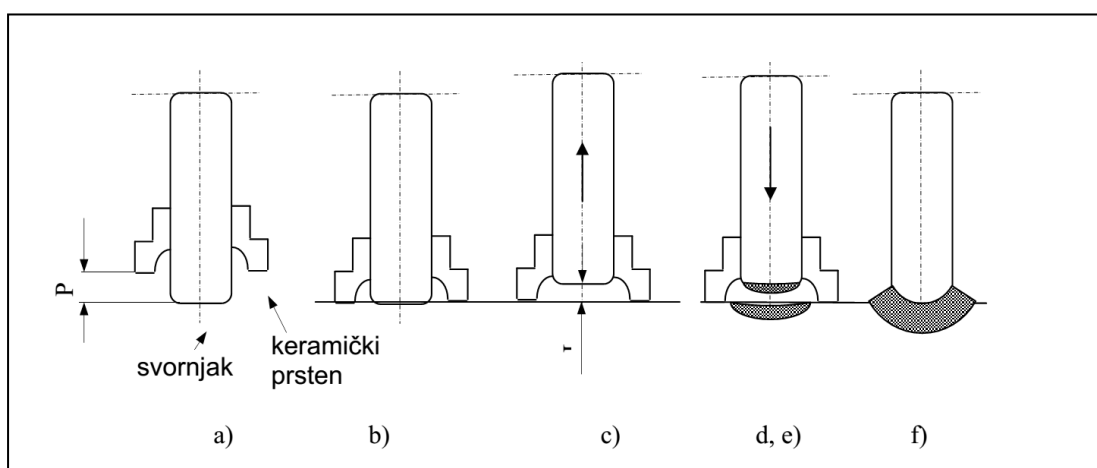 P
r
svornjak
keramički
prsten
a)
b)
c)
d, e)
f)